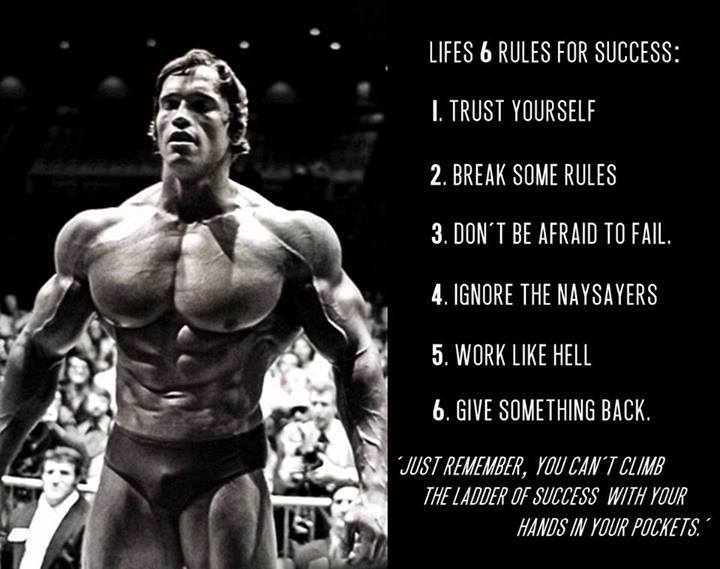 LIFES 6 RULES FOR SUCCESS:
1. TRUST YOURSELF
2. BREAK SOME RULES
3. DON´T BE AFRAID TO FAIL.
4. IGNORE THE NAYSAYERS
5. WORK LIKE HELL
6. GIVE SOMETHING BACK.
´JUST REMEMBER, YOU CAN´T CLIMB
THE LADDER OF SUCCESS WITH YOUR
HANDS IN YOUR POCKETS.´